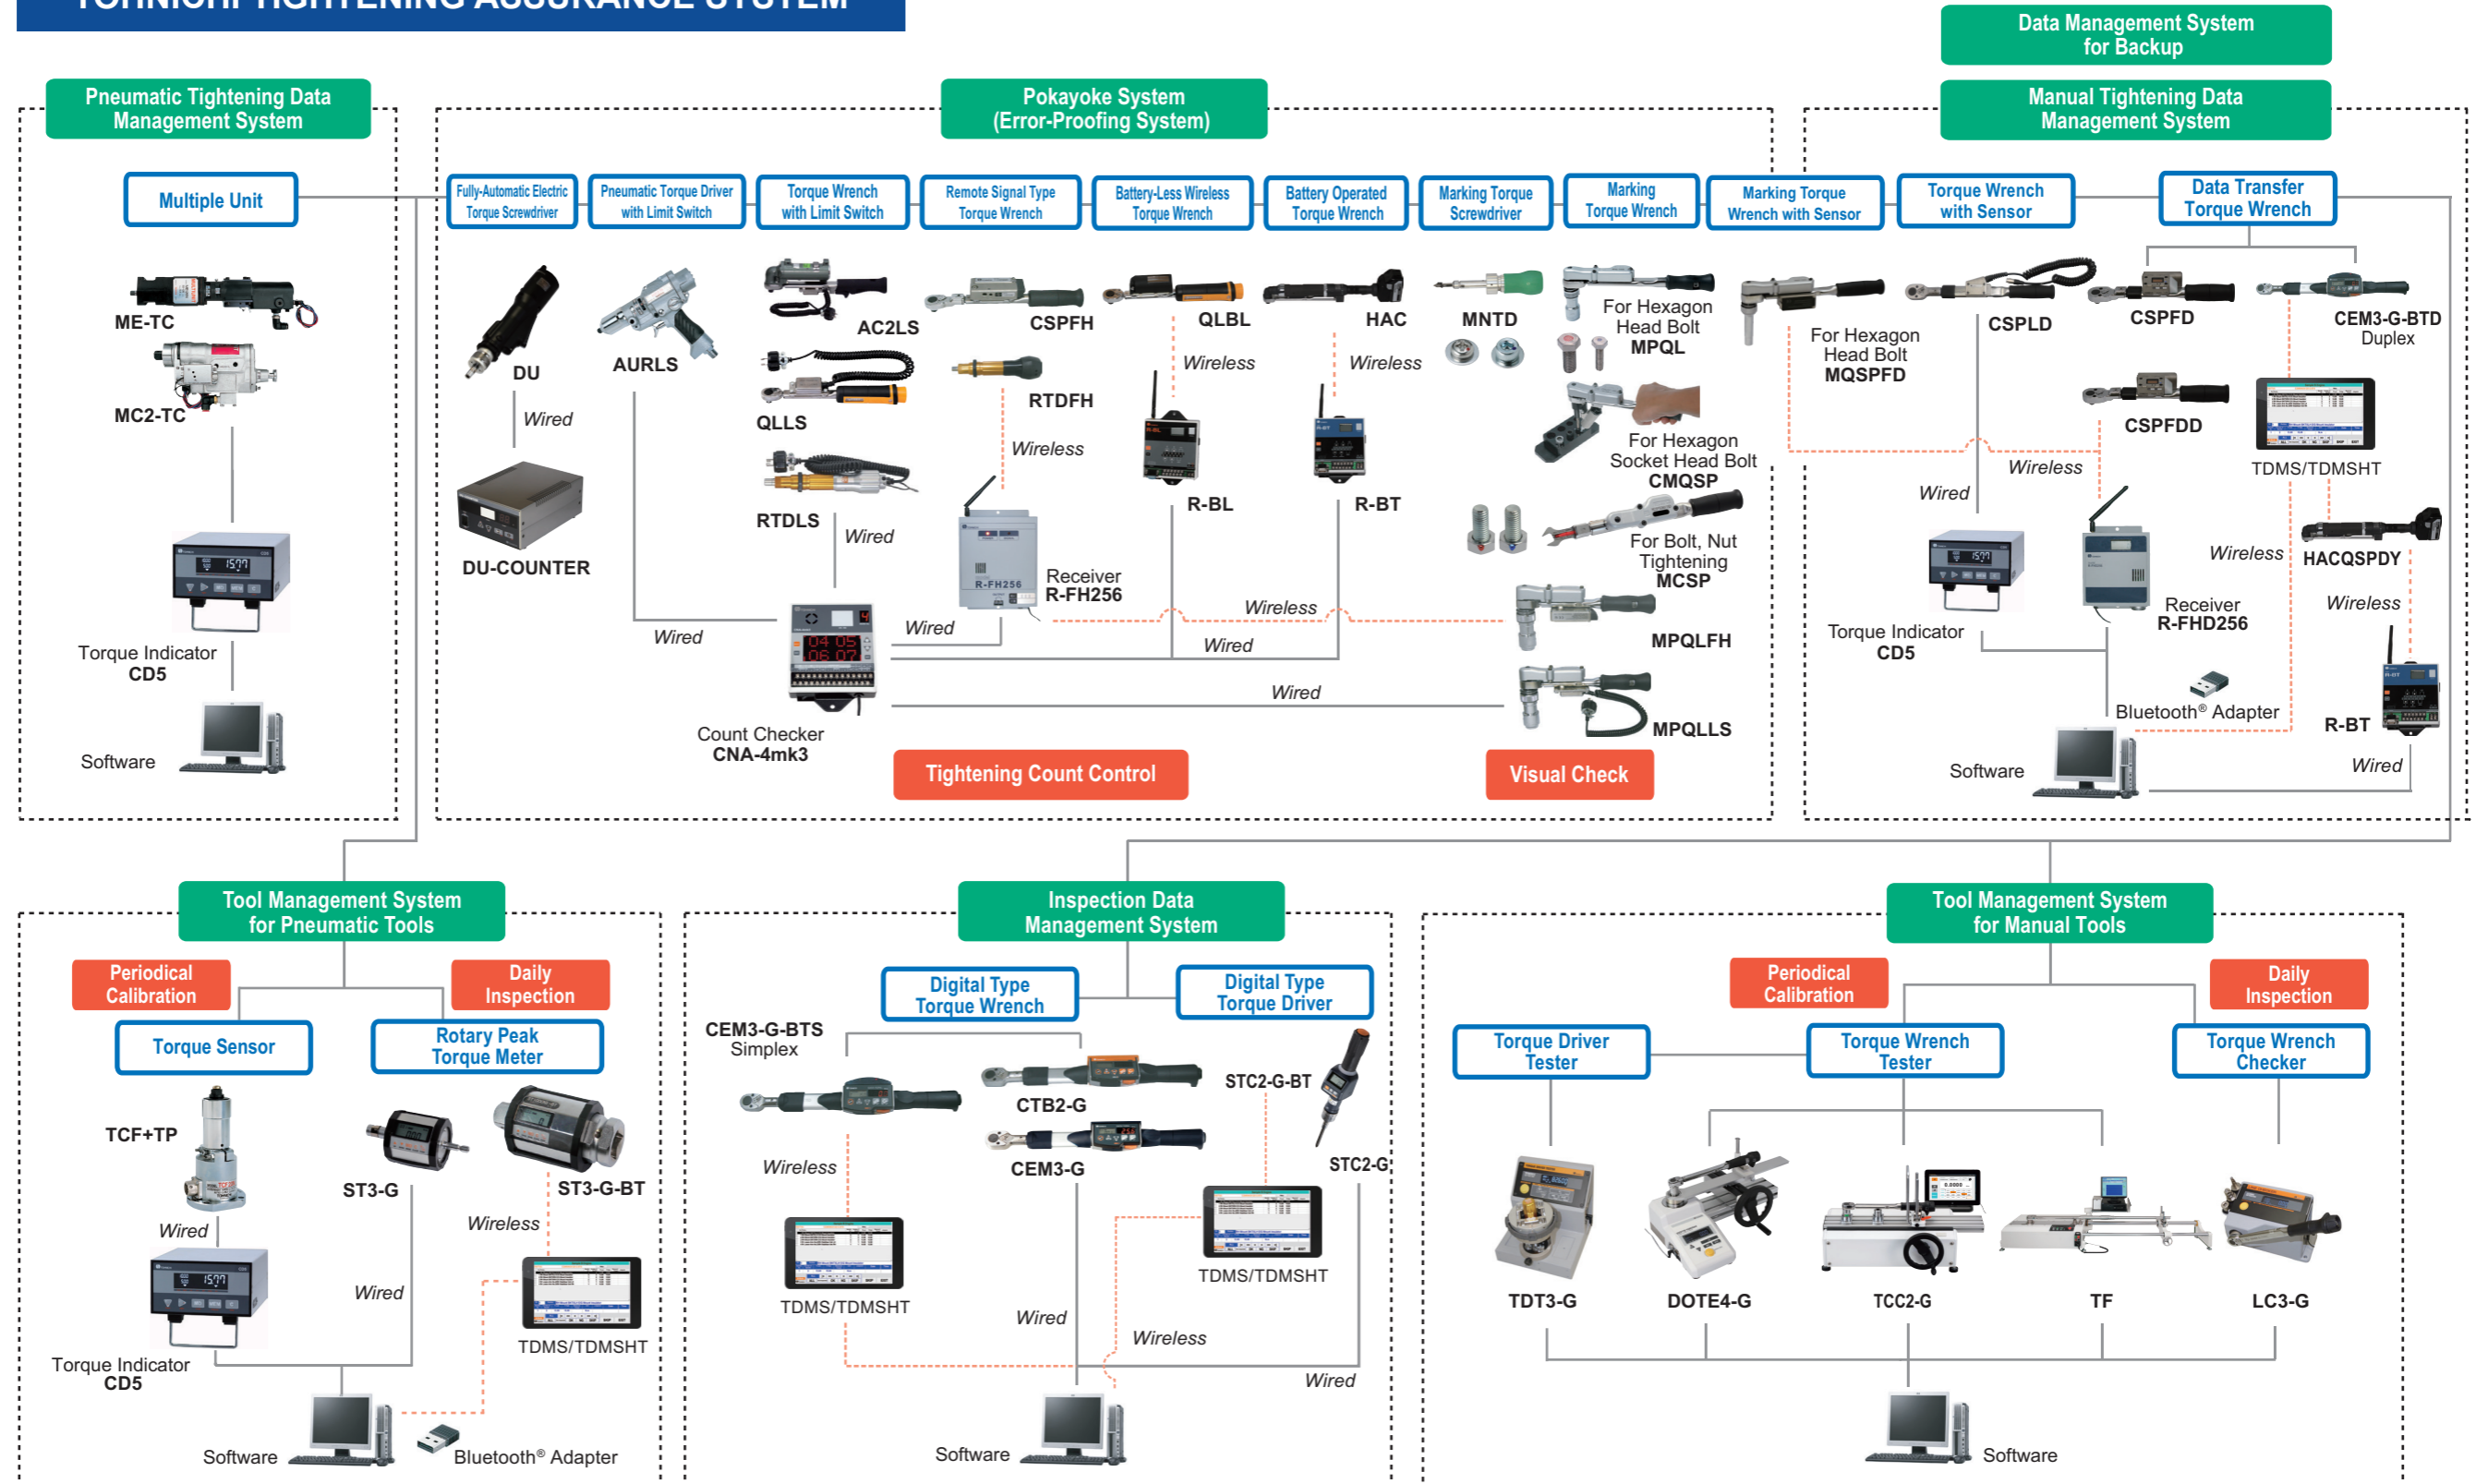 TOHNICHI TIGHTENING ASSURANCE SYSTEM
Data Management System
for Backup
Pneumatic Tightening Data
Management System
Pokayoke System
(Error-Proofing System)
Manual Tightening Data
Management System
Multiple Unit
Fully-Automatic Electric
Torque Screwdriver
Pneumatic Torque Driver
with Limit Switch
Torque Wrench
with Limit Switch
Remote Signal Type
Torque Wrench
Battery-Less Wireless
Torque Wrench
Battery Operated
Torque Wrench
Marking Torque
Screwdriver
Marking
Torque Wrench
Marking Torque
Wrench with Sensor
Torque Wrench
with Sensor
Data Transfer
Torque Wrench
ME-TC
MC2-TC
Torque Indicator
CD5
Software
DU
Wired
DU-COUNTER
AURLS
Wired
AC2LS
QLLS
RTDLS
Wired
Count Checker
CNA-4mk3
CSPFH
RTDFH
Wireless
R-FH256
Receiver
R-FH256
Wired
QLBL
Wireless
R-BL
HAC
Wireless
R-BT
Wired
Wireless
Wired
MNTD
For Hexagon
Head Bolt
MPQL
For Hexagon
Socket Head Bolt
CMQSP
For Bolt, Nut
Tightening
MCSP
MPQLFH
MPQLLS
Tightening Count Control
Visual Check
For Hexagon
Head Bolt
MQSPFD
CSPLD
Wired
Torque Indicator
CD5
CSPFD
CSPFDD
Wireless
Receiver
R-FHD256
CEM3-G-BTD
Duplex
TDMS/TDMSHT
Wireless
HACQSPDY
Wireless
R-BT
Wired
Bluetooth® Adapter
Software
Tool Management System
for Pneumatic Tools
Periodical
Calibration
Daily
Inspection
Torque Sensor
Rotary Peak
Torque Meter
TCF+TP
Wired
Torque Indicator
CD5
ST3-G
Wired
ST3-G-BT
Wireless
TDMS/TDMSHT
Software
Bluetooth® Adapter
Inspection Data
Management System
Digital Type
Torque Wrench
Digital Type
Torque Driver
CEM3-G-BTS
Simplex
Wireless
TDMS/TDMSHT
CTB2-G
CEM3-G
Wired
STC2-G-BT
STC2-G
TDMS/TDMSHT
Wireless
Wired
Software
Tool Management System
for Manual Tools
Periodical
Calibration
Daily
Inspection
Torque Driver
Tester
Torque Wrench
Tester
Torque Wrench
Checker
TDT3-G
DOTE4-G
TCC2-G
TF
LC3-G
Software